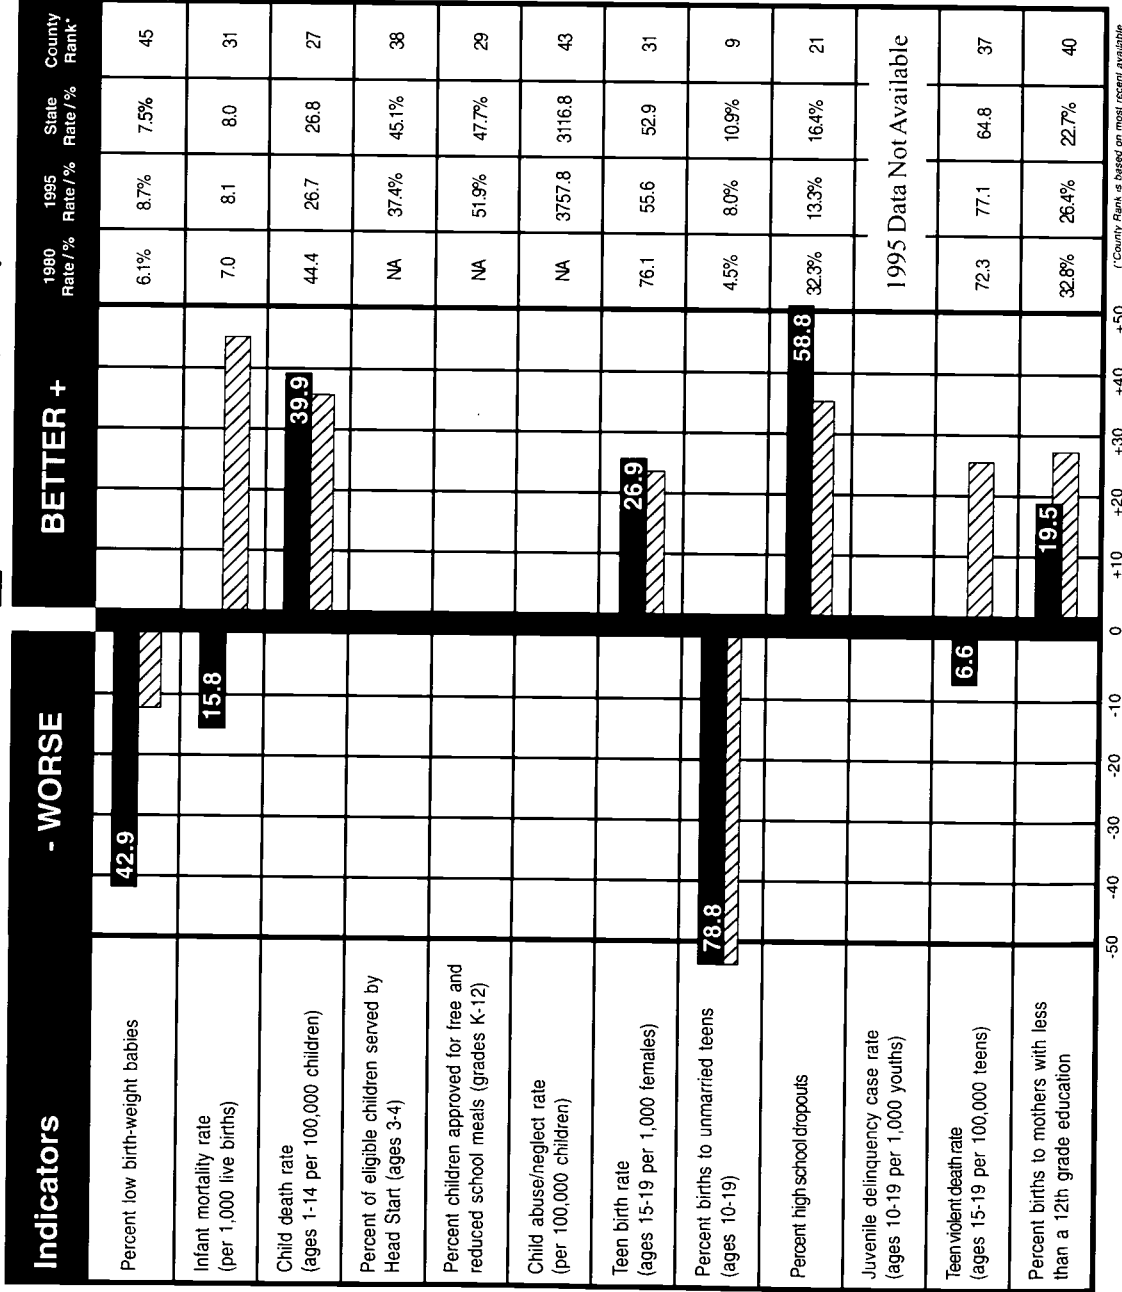 Indicators - WORSE BETTER + 1980 Rate / % 1995 Rate / % State Rate / % County Rank*
Percent low birth-weight babies 42.9 6.1% 8.7% 7.5% 45
Infant mortality rate
(per 1,000 live births) 15.8 7.0 8.1 8.0 31
Child death rate
(ages 1-14 per 100,000 children) 39.9 44.4 26.7 26.8 27
Percent of eligible children served by
Head Start (ages 3-4) NA 37.4% 45.1% 38
Percent children approved for free and
reduced school meals (grades K-12) NA 51.9% 47.7% 29
Child abuse/neglect rate
(per 100,000 children) NA 3757.8 3116.8 43
Teen birth rate
(ages 15-19 per 1,000 females) 26.9 76.1 55.6 52.9 31
Percent births to unmarried teens
(ages 10-19) 78.8 4.5% 8.0% 10.9% 9
Percent high school dropouts 58.8 32.3% 13.3% 16.4% 21
Juvenile delinquency case rate
(ages 10-19 per 1,000 youths) 1995 Data Not Available
Teen violent death rate
(ages 15-19 per 100,000 teens) 6.6 72.3 77.1 64.8 37
Percent births to mothers with less
than a 12th grade education 19.5 32.8% 26.4% 22.7% 40
-50 -40 -30 -20 -10 0 +10 +20 +30 +40 +50
(*County Rank is based on most recent available